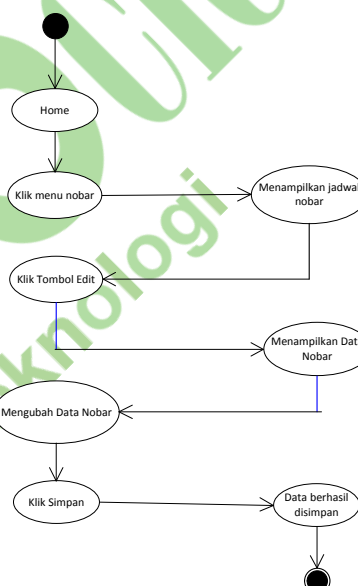 Home
Klik menu nobar
Menampilkan jadwal
nobar
Klik Tombol Edit
Menampilkan Dat
Nobar
Mengubah Data Nobar
Klik Simpan
Data berhasil
disimpan